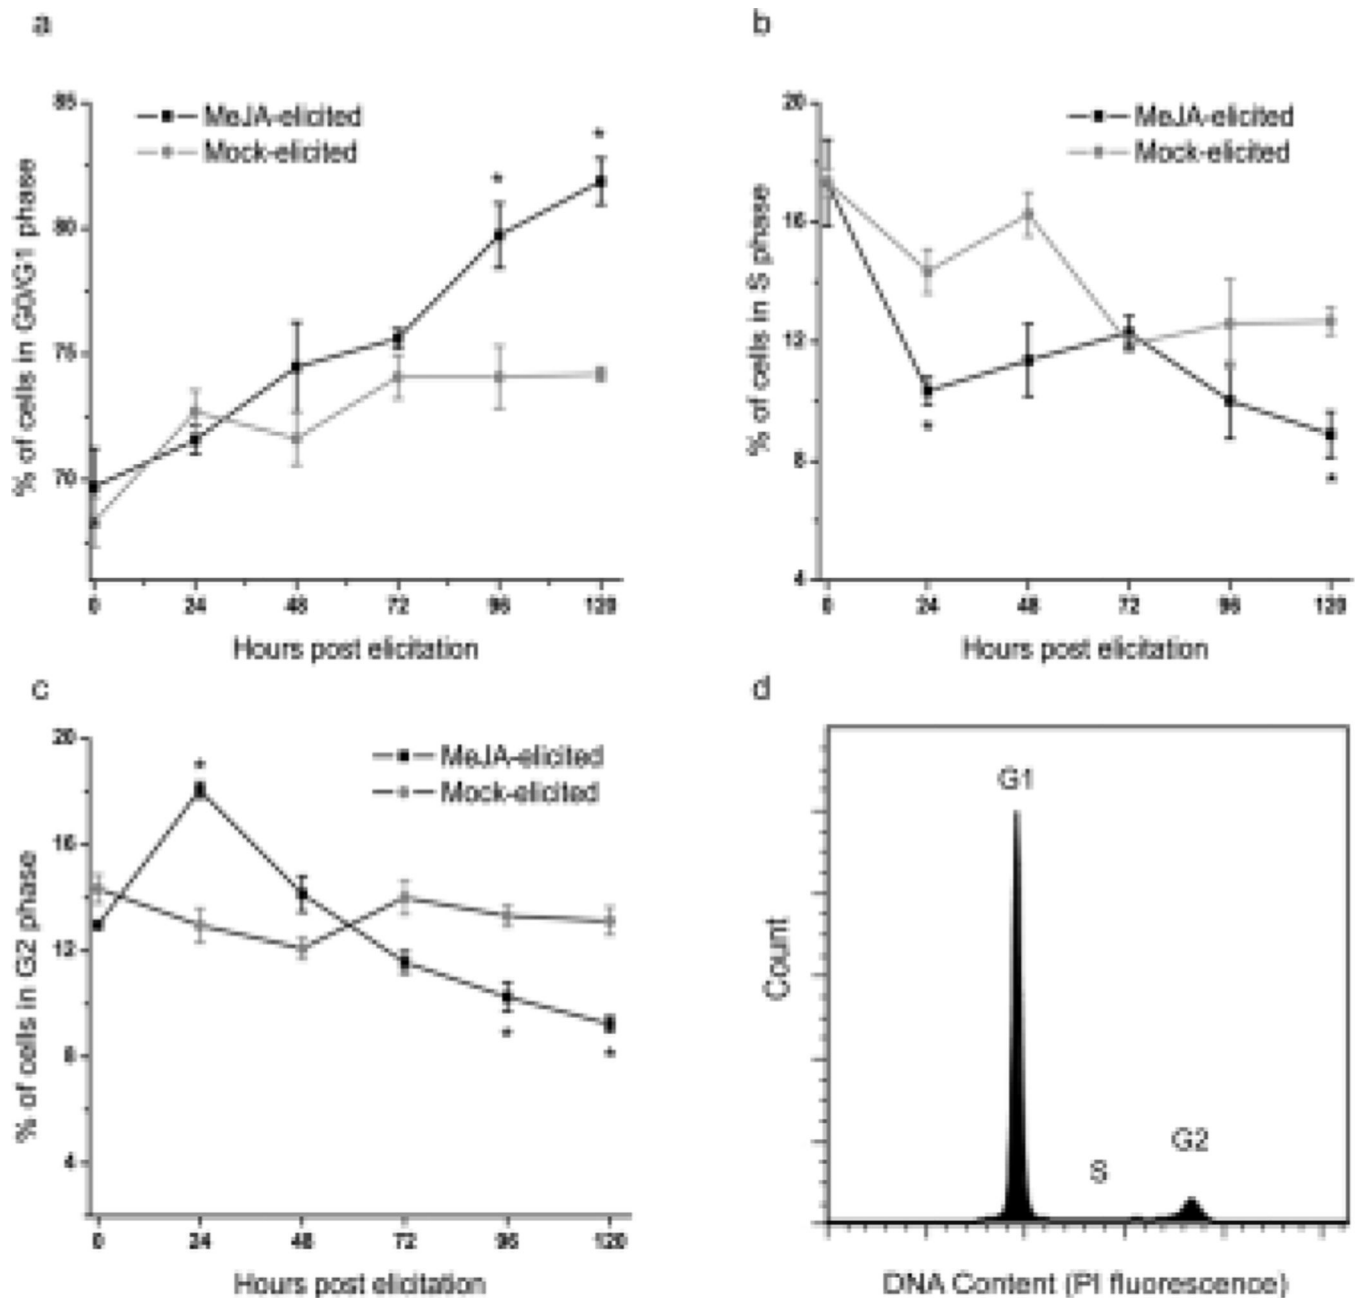 a
85
80
75
70
MeJA-elicited
Mock-elicited
*
*
% of cells in G0/G1 phase
0 24 48 72 96 120
Hours post elicitation
b
20
16
12
8
4
MeJA-elicited
Mock-elicited
*
*
% of cells in S phase
0 24 48 72 96 120
Hours post elicitation
c
20
16
12
8
4
MeJA-elicited
Mock-elicited
*
*
*
% of cells in G2 phase
0 24 48 72 96 120
Hours post elicitation
d
G1
S
G2
Count
DNA Content (PI fluorescence)